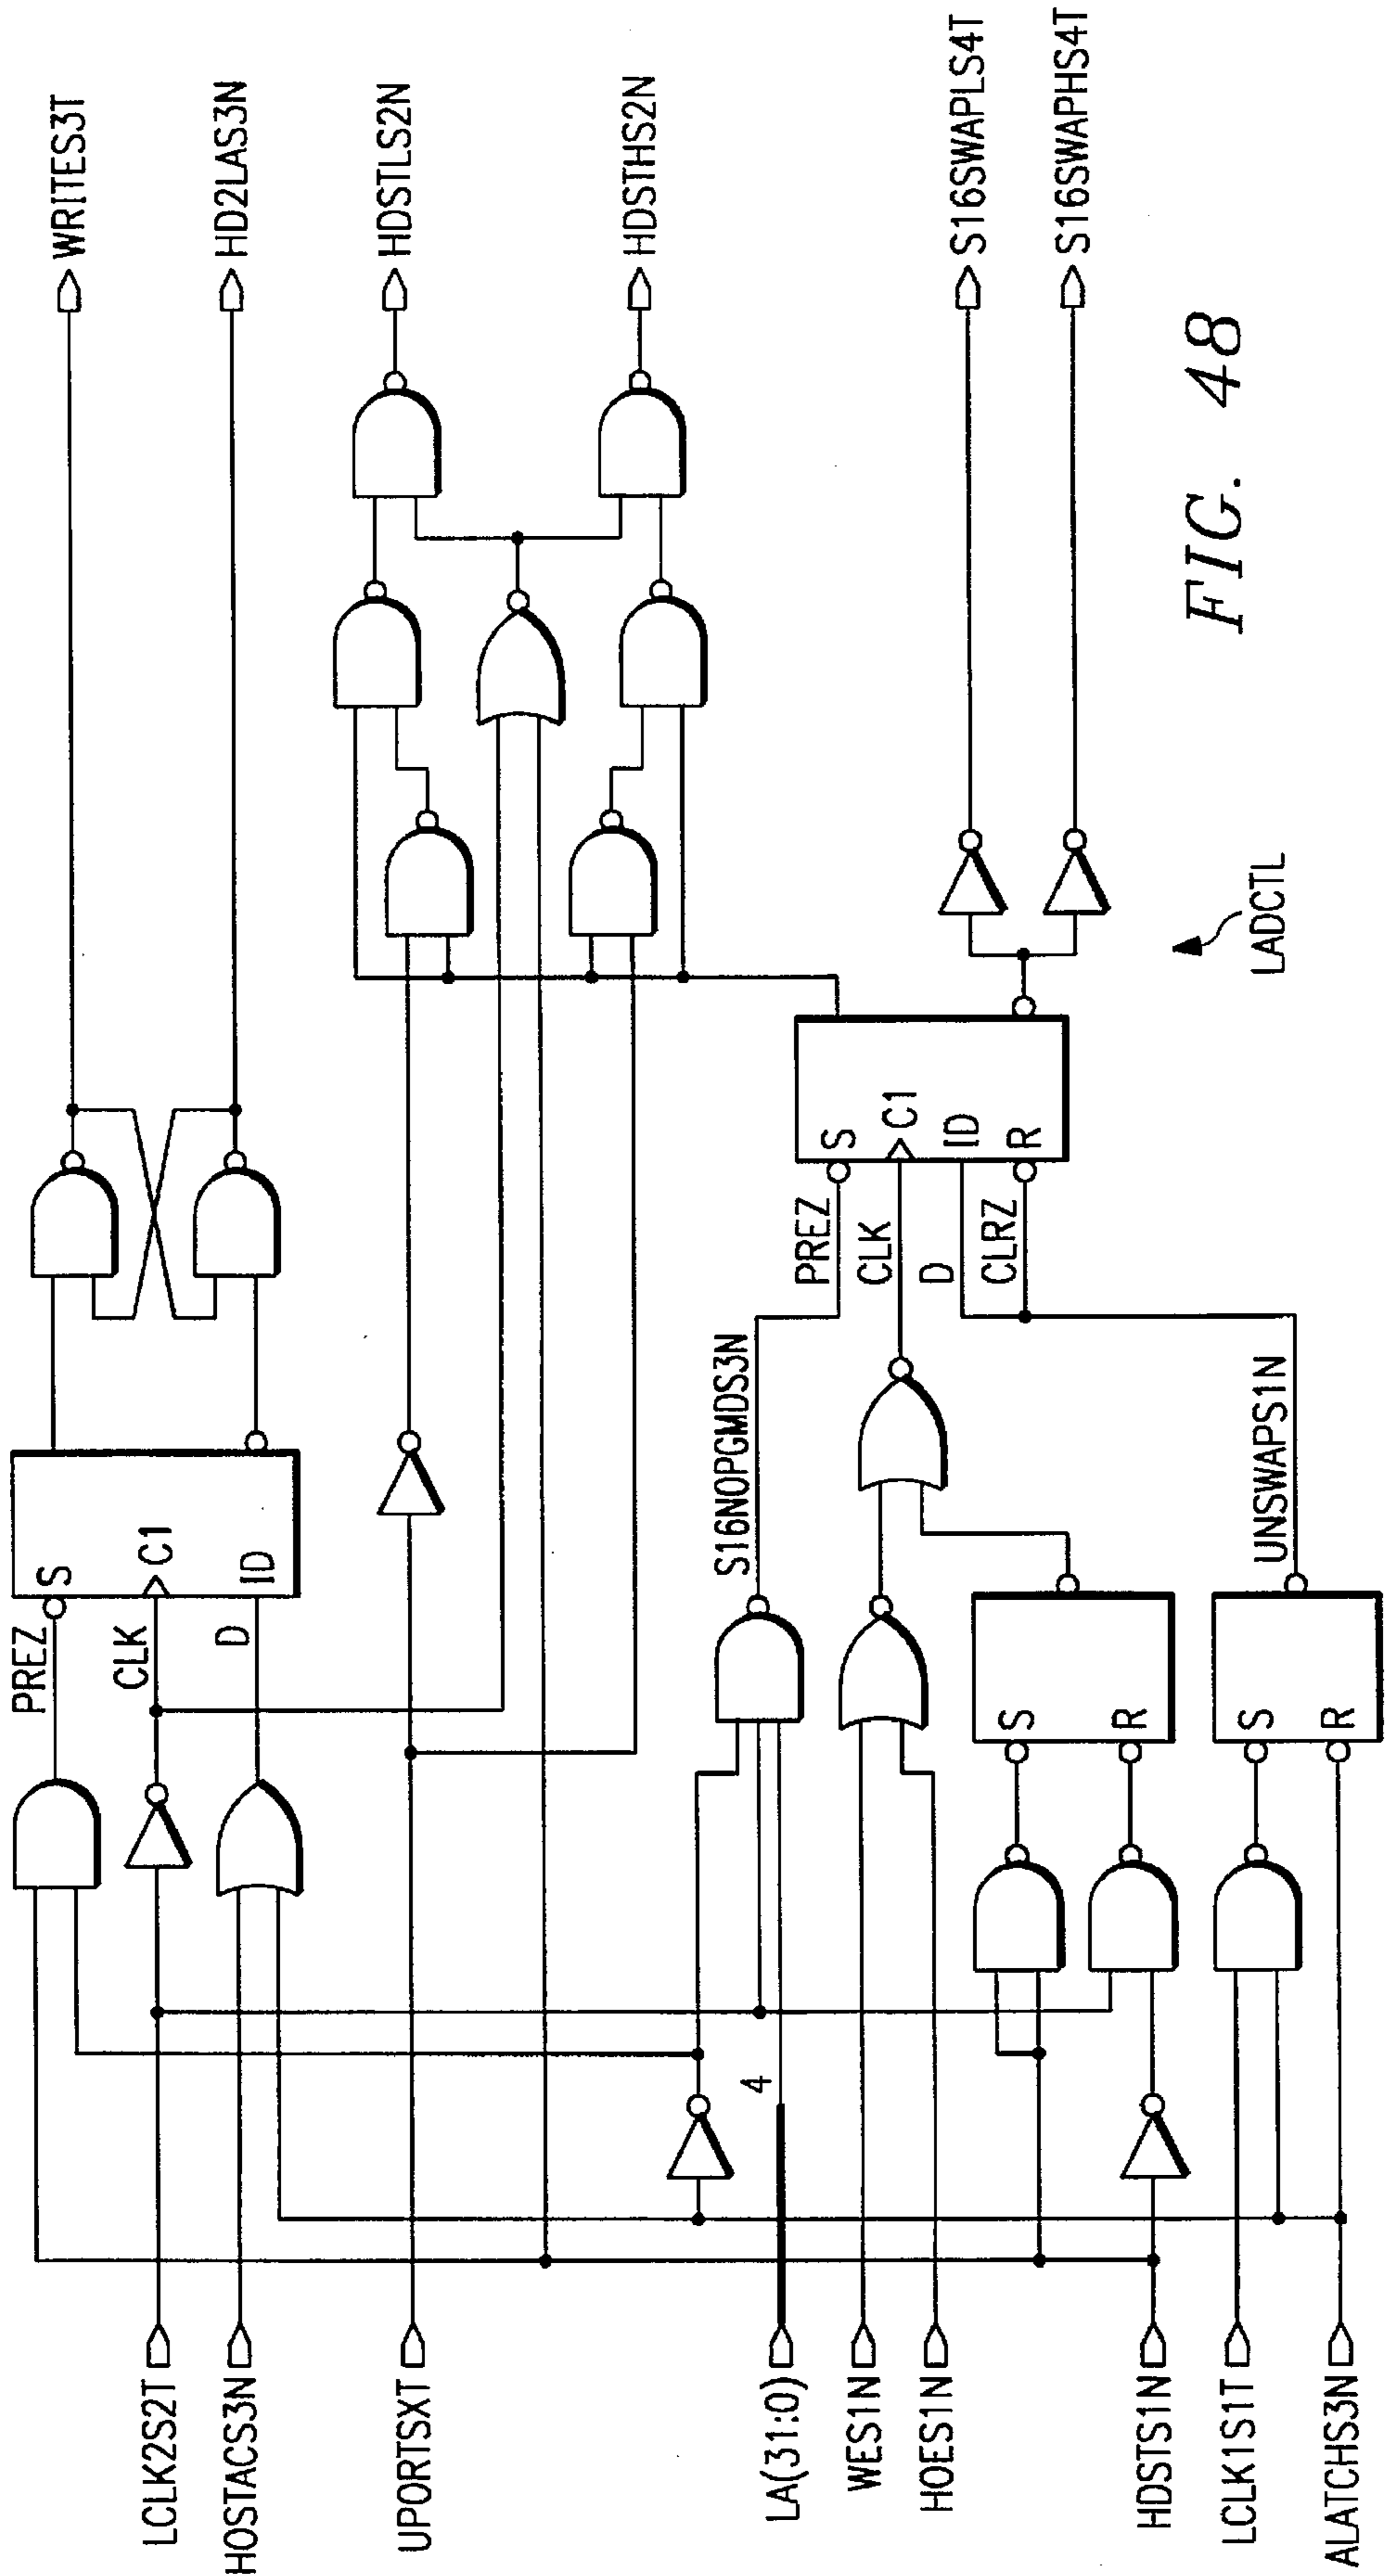 LCLK2S2T
HOSTACS3N
UPORTSXT
LA(31:0)
WES1N
HOES1N
HDSTS1N
LCLK1S1T
ALATCHS3N
4
PREZ
CLK
D
S
C1
ID
S16NOPGMDS3N
S
R
S
R
UNSWAPS1N
PREZ
CLK
D
CLRZ
S
C1
ID
R
WRITES3T
HD2LAS3N
HDSTLS2N
HDSTHS2N
S16SWAPLS4T
S16SWAPHS4T
LADCTL
FIG. 48